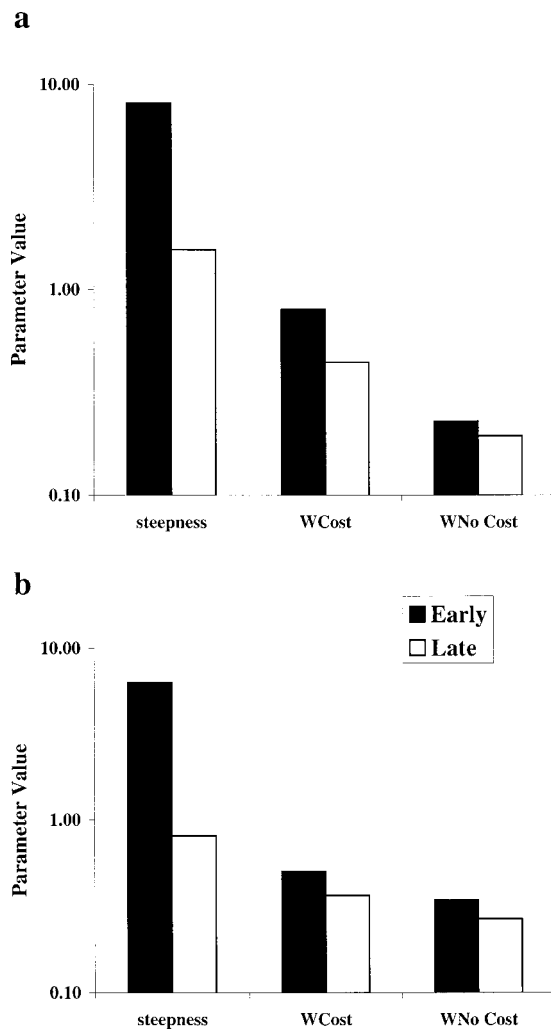 a
10.00
1.00
0.10
Parameter Value
steepness WCost WNo Cost
b
Early
Late
10.00
1.00
0.10
Parameter Value
steepness WCost WNo Cost